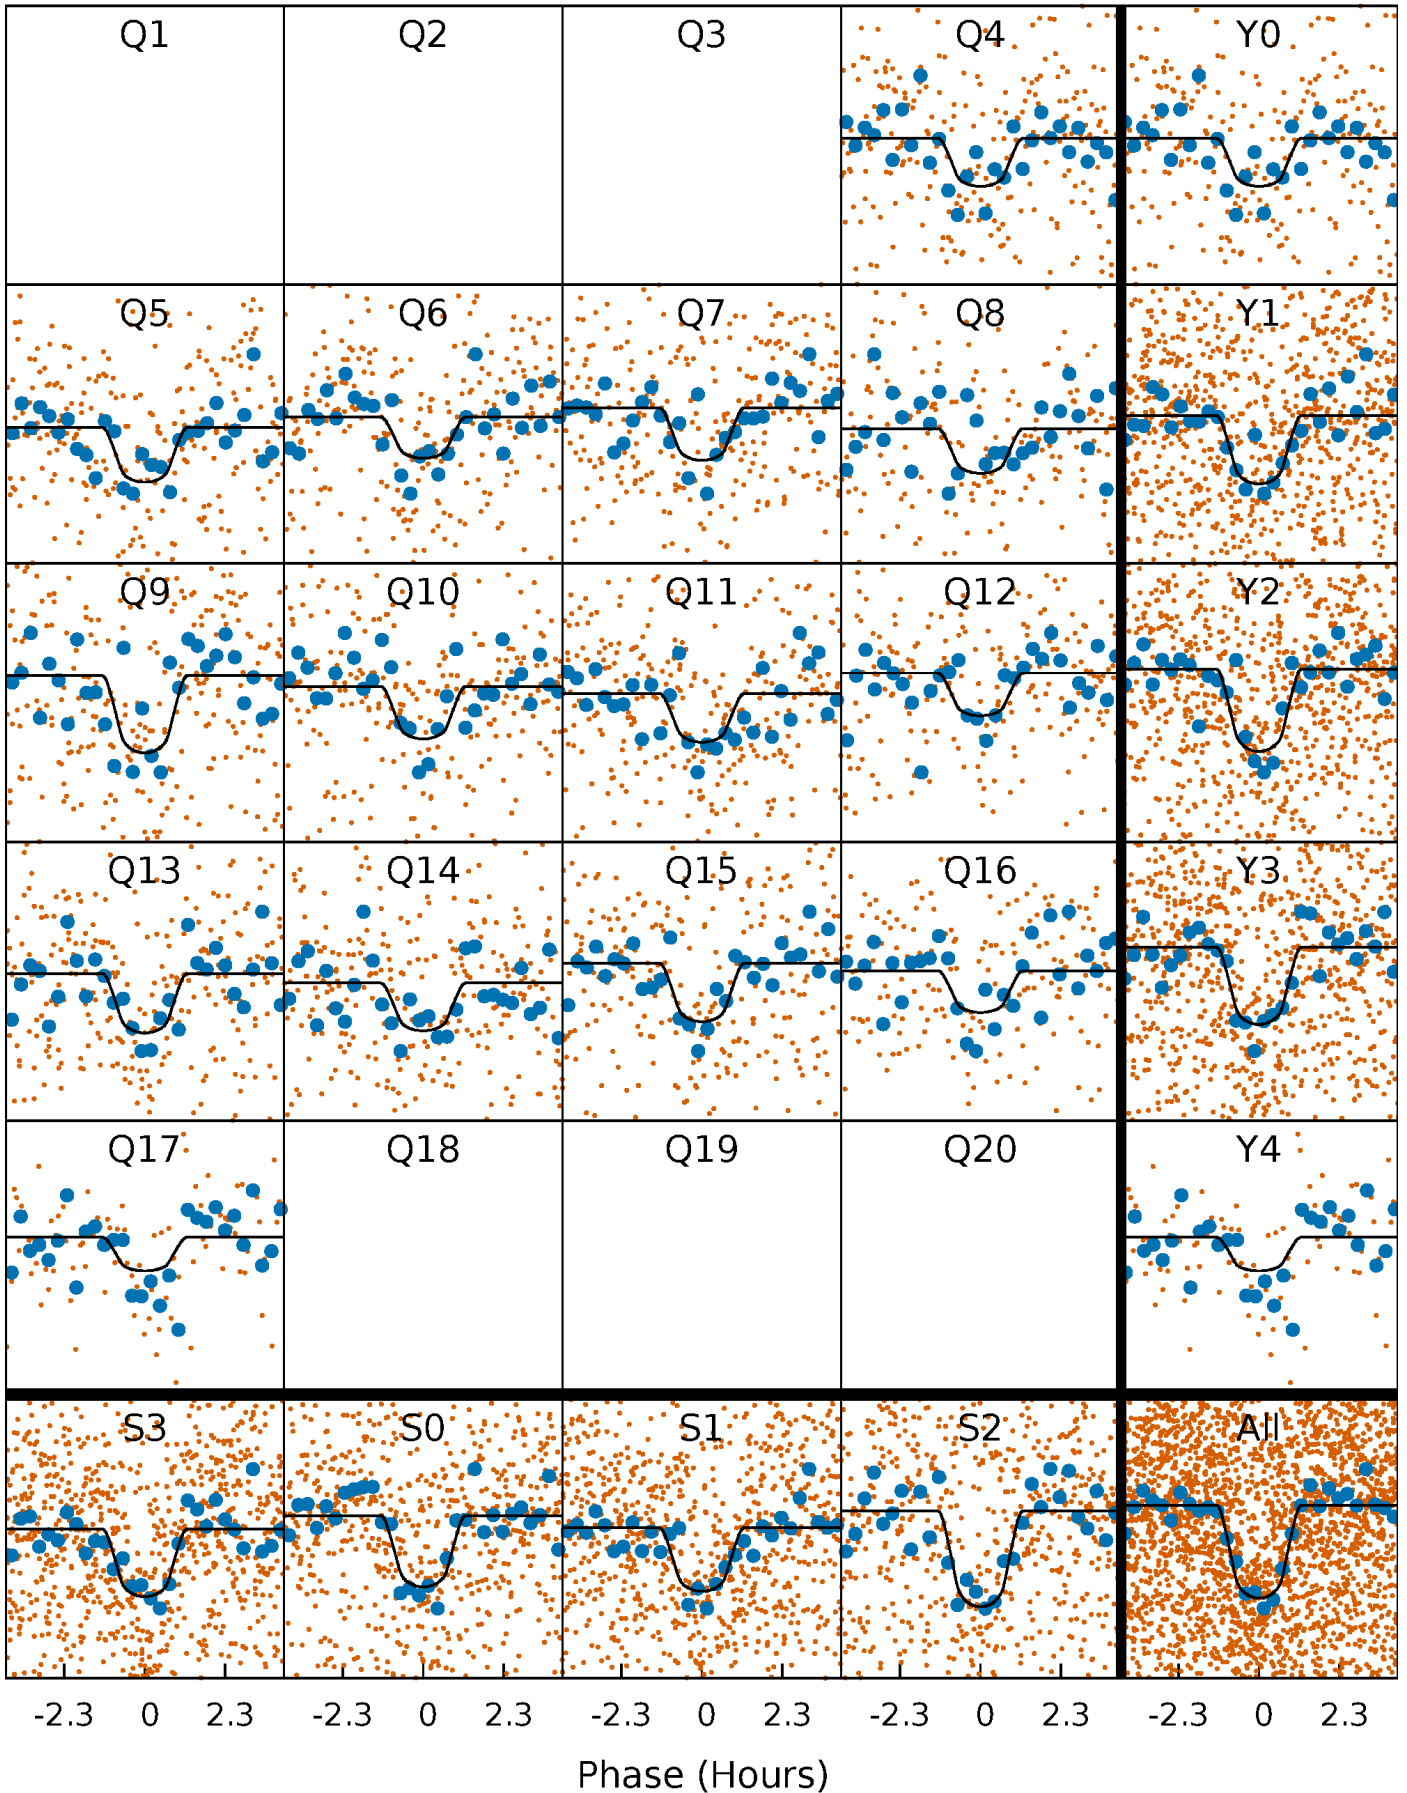 Q1 Q2 Q3 Q4 Y0
Q5 Q6 Q7 Q8 Y1
Q9 Q10 Q11 Q12 Y2
Q13 Q14 Q15 Q16 Y3
Q17 Q18 Q19 Q20 Y4
S3 S0 S1 S2 All
-2.3 0 2.3 -2.3 0 2.3 -2.3 0 2.3 -2.3 0 2.3 -2.3 0 2.3
Phase (Hours)